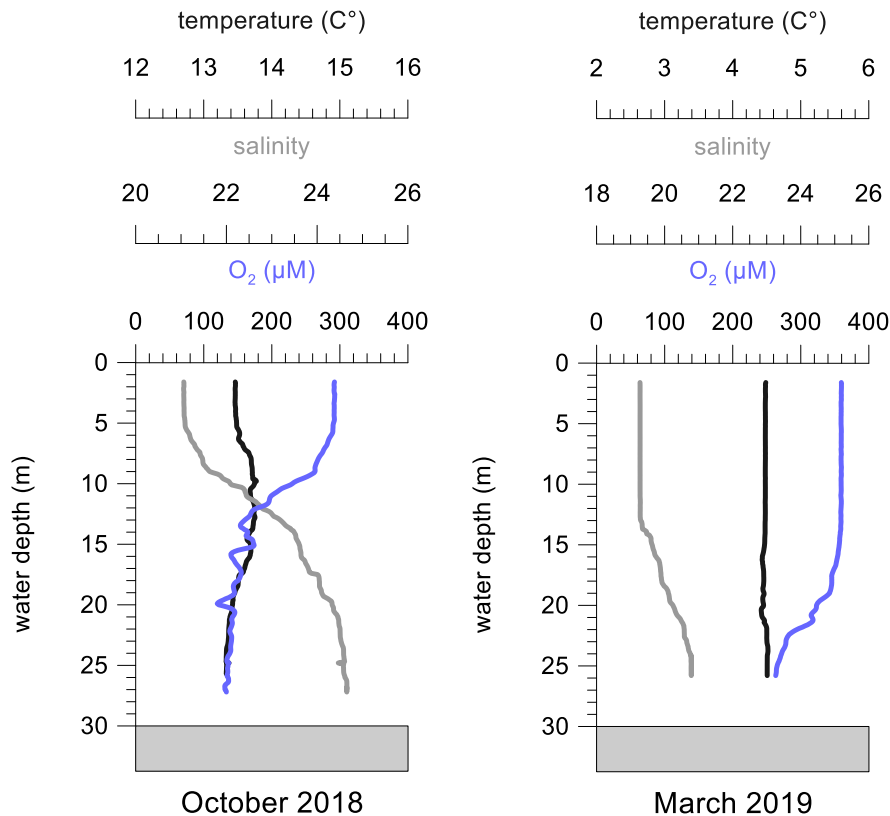 temperature (C°)
12 13 14 15 16
salinity
20 22 24 26
O₂ (µM)
0 100 200 300 400
0
5
10
15
20
25
30
water depth (m)
October 2018
temperature (C°)
2 3 4 5 6
salinity
18 20 22 24 26
O₂ (µM)
0 100 200 300 400
0
5
10
15
20
25
30
water depth (m)
March 2019